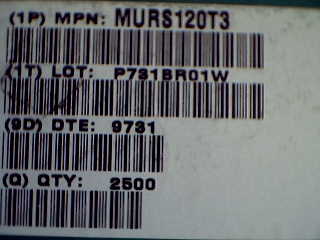 (1P) MPN: MURS120T3
(1T) LOT: P731BR01W
(9D) DTE: 9731
(Q) QTY: 2500